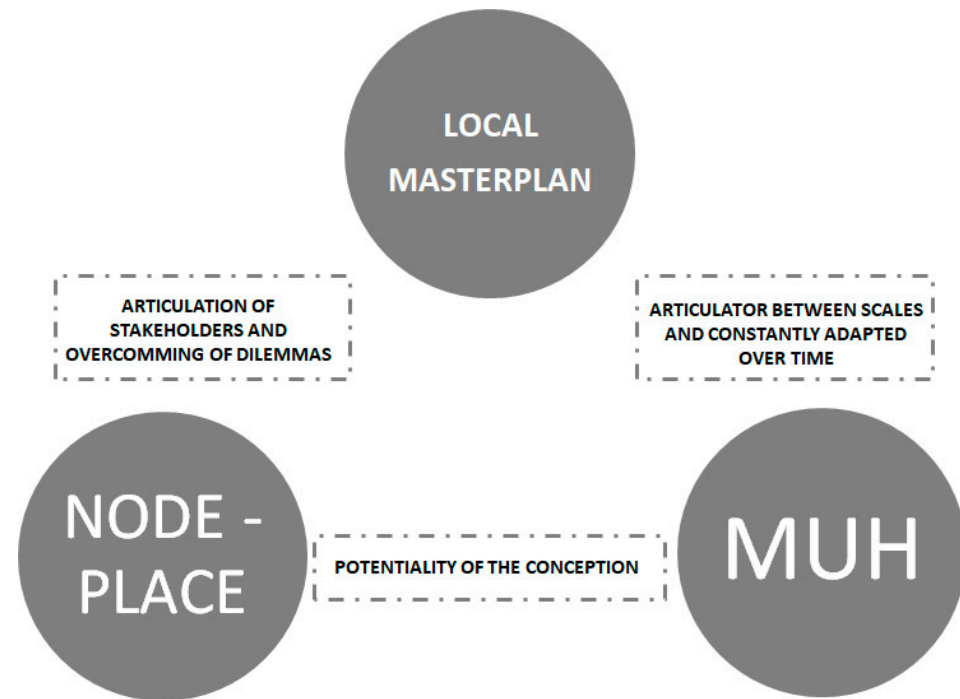 LOCAL
MASTERPLAN
ARTICULATION OF
STAKEHOLDERS AND
OVERCOMMING OF DILEMMAS
ARTICULATOR BETWEEN SCALES
AND CONSTANTLY ADAPTED
OVER TIME
NODE -
PLACE
POTENTIALITY OF THE CONCEPTION
MUH